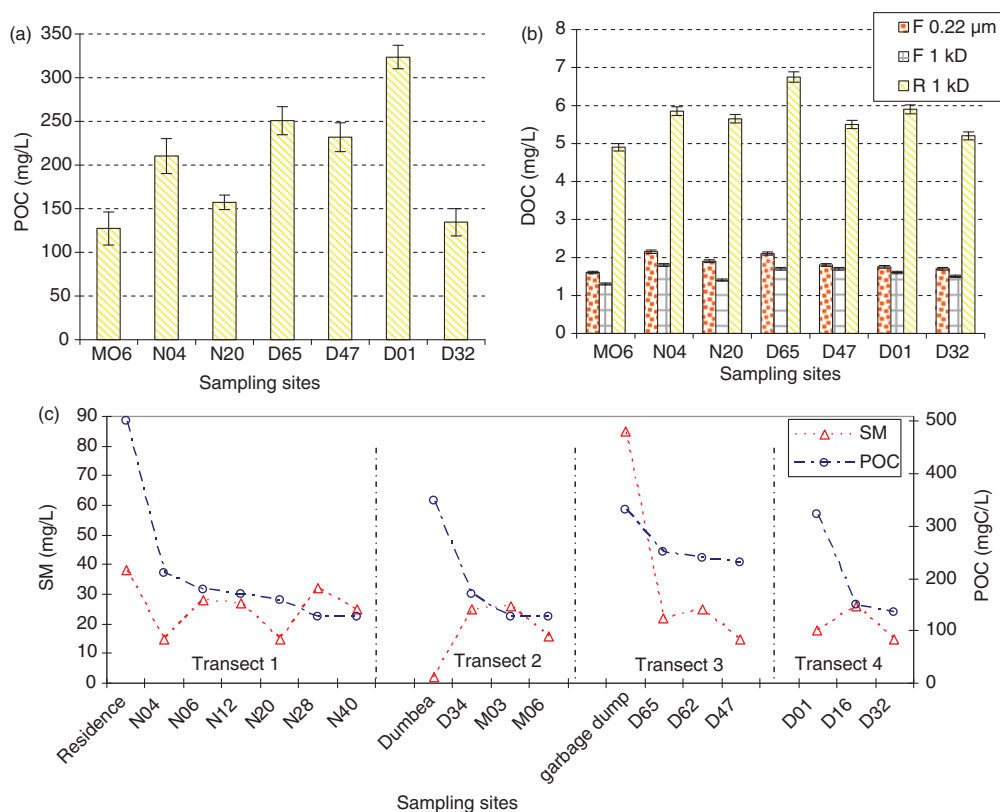 (a)
POC (mg/L)
400
350
300
250
200
150
100
50
0
MO6 N04 N20 D65 D47 D01 D32
Sampling sites
(b)
DOC (mg/L)
8
7
6
5
4
3
2
1
0
F 0.22 µm
F 1 kD
R 1 kD
MO6 N04 N20 D65 D47 D01 D32
Sampling sites
(c)
SM (mg/L)
90
80
70
60
50
40
30
20
10
0
SM
POC
500
400
300
200
100
0
POC (mgC/L)
Transect 1 Transect 2 Transect 3 Transect 4
Residence N04 N06 N12 N20 N28 N40 Dumbea D34 M03 M06 garbage dump D65 D62 D47 D01 D16 D32
Sampling sites